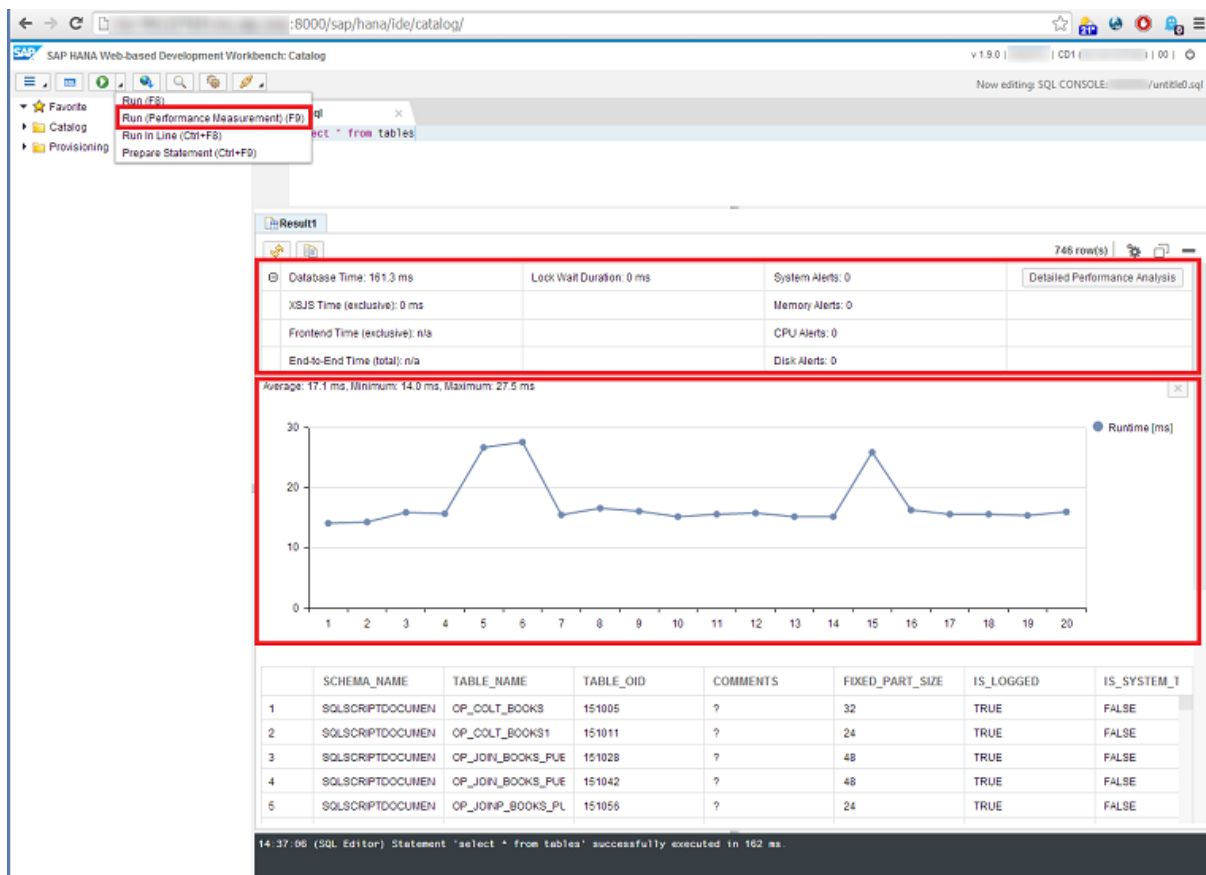 :8000/sap/hana/ide/catalog/
SAP SAP HANA Web-based Development Workbench: Catalog
v 1.9.0 | | CD1 ( ) | 00 |
Now editing: SQL CONSOLE: /untitle0.sql
Favorite
Catalog
Provisioning
Run (F8)
Run (Performance Measurement) (F9)
Run In Line (Ctrl+F8)
Prepare Statement (Ctrl+F9)
ql
ect * from tables
Result1
746 row(s)
Database Time: 161.3 ms Lock Wait Duration: 0 ms System Alerts: 0 Detailed Performance Analysis
XSJS Time (exclusive): 0 ms Memory Alerts: 0
Frontend Time (exclusive): n/a CPU Alerts: 0
End-to-End Time (total): n/a Disk Alerts: 0
Average: 17.1 ms, Minimum: 14.0 ms, Maximum: 27.5 ms
30
20
10
0
Runtime [ms]
1 2 3 4 5 6 7 8 9 10 11 12 13 14 15 16 17 18 19 20
SCHEMA_NAME TABLE_NAME TABLE_OID COMMENTS FIXED_PART_SIZE IS_LOGGED IS_SYSTEM_T
1 SQLSCRIPTDOCUMEN OP_COLT_BOOKS 151005 ? 32 TRUE FALSE
2 SQLSCRIPTDOCUMEN OP_COLT_BOOKS1 151011 ? 24 TRUE FALSE
3 SQLSCRIPTDOCUMEN OP_JOIN_BOOKS_PUE 151028 ? 48 TRUE FALSE
4 SQLSCRIPTDOCUMEN OP_JOIN_BOOKS_PUE 151042 ? 48 TRUE FALSE
5 SQLSCRIPTDOCUMEN OP_JOINP_BOOKS_PL 151056 ? 24 TRUE FALSE
14:37:06 (SQL Editor) Statement 'select * from tables' successfully executed in 162 ms.